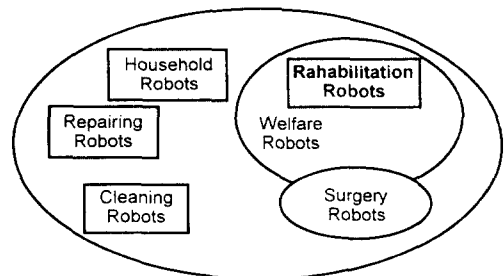 Household
Robots
Rahabilitation
Robots
Repairing
Robots
Welfare
Robots
Cleaning
Robots
Surgery
Robots